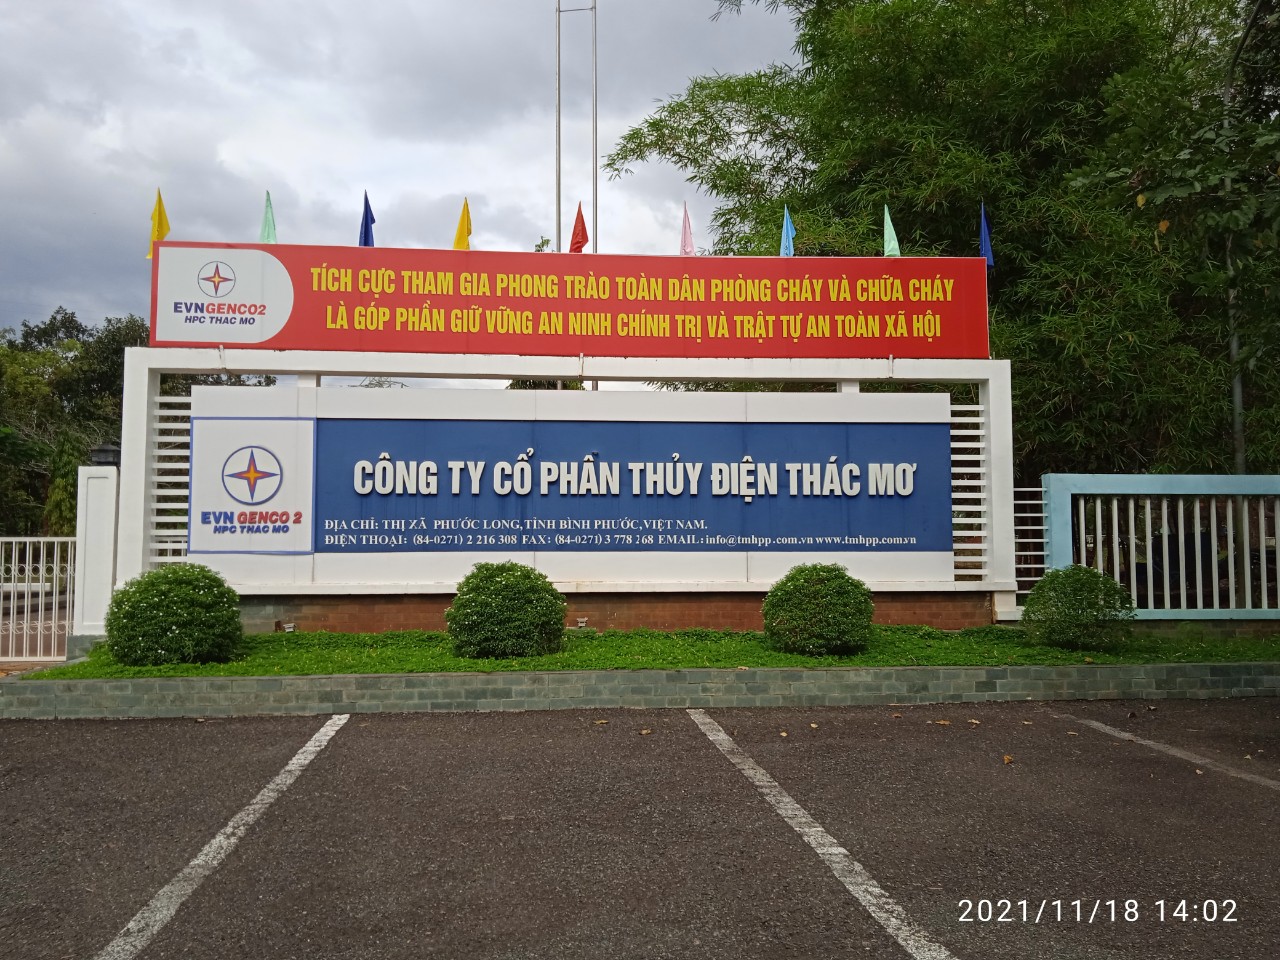 TÍCH CỰC THAM GIA PHONG TRÀO TOÀN DÂN PHÒNG CHÁY VÀ CHỮA CHÁY
LÀ GÓP PHẦN GIỮ VỮNG AN NINH CHÍNH TRỊ VÀ TRẬT TỰ AN TOÀN XÃ HỘI
EVNGENCO2
HPC THAC MO
CÔNG TY CỔ PHẦN THỦY ĐIỆN THÁC MƠ
EVN GENCO 2
HPC THAC MO
ĐỊA CHỈ: THỊ XÃ PHƯỚC LONG, TỈNH BÌNH PHƯỚC, VIỆT NAM.
ĐIỆN THOẠI: (84-0271) 2 216 308 FAX: (84-0271) 3 778 EMAIL: info@tmhpp.com.vn www.tmhpp.com.vn
2021/11/18 14:02